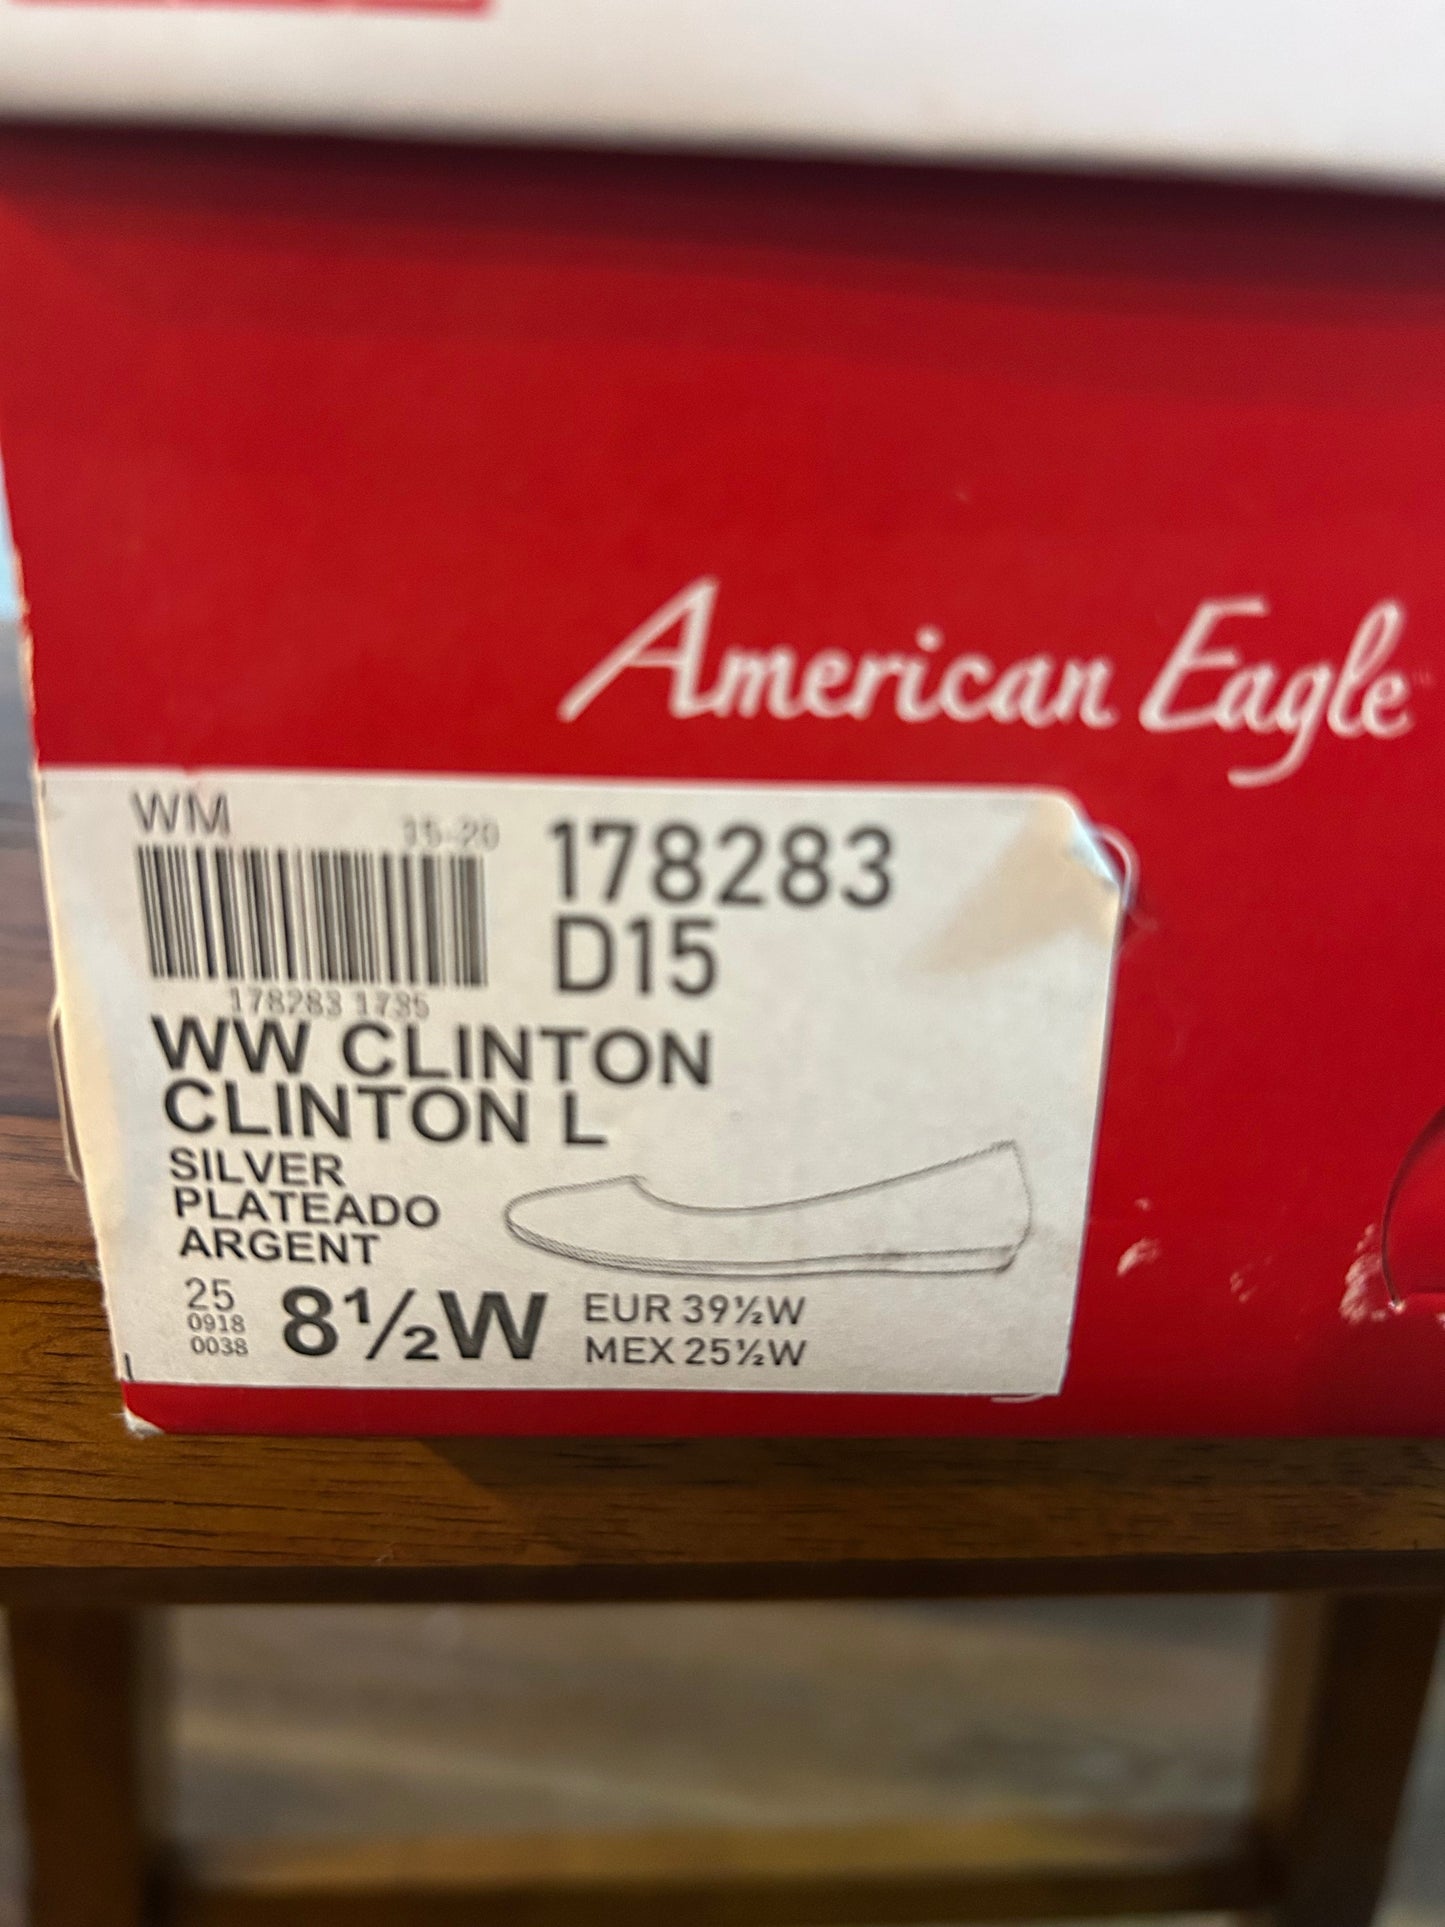 American Eagle
WM
15-20
178283
D15
178283 1735
WW CLINTON
CLINTON L
SILVER
PLATEADO
ARGENT
25
0918
0038
8½W
EUR 39½W
MEX 25½W